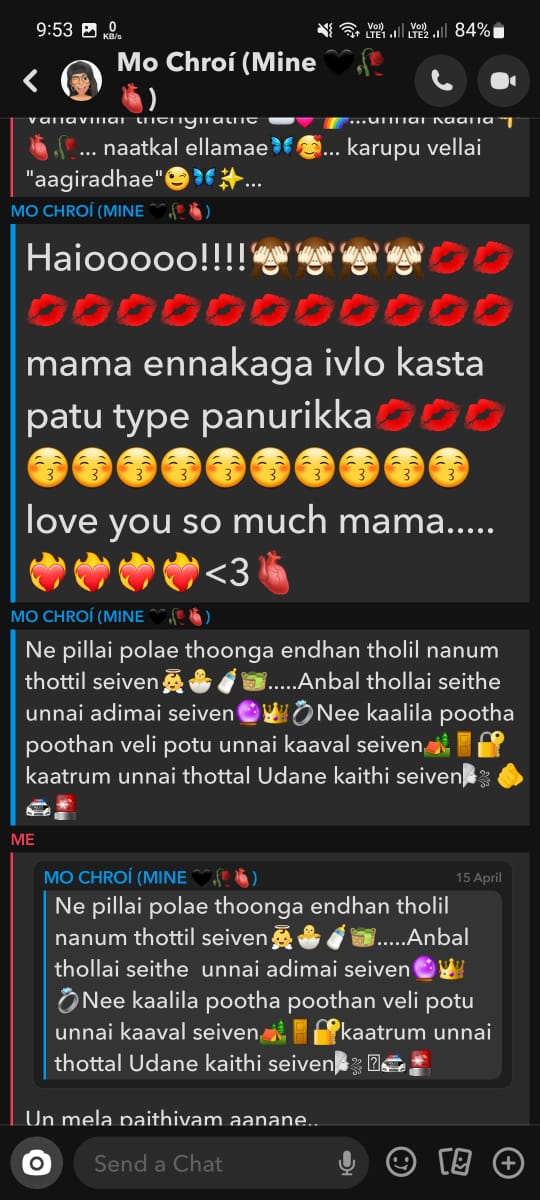 9:53 0 KB/s Vo)) LTE1 Vo)) LTE2 84%
Mo Chroí (Mine 🖤🥀
🫀)
vanavillai thengirathe 🌈...unnai kaana👇
🫀🥀... naatkal ellamae🦋🥰... karupu vellai
"aagiradhae"😉🦋✨...
MO CHROÍ (MINE 🖤🥀🫀)
Haiooooo!!!!🙈🙈🙈🙈💋💋
💋💋💋💋💋💋💋💋💋💋💋
mama ennakaga ivlo kasta
patu type panurikka💋💋💋
😚😚😚😚😚😚😚😚😚😚
love you so much mama.....
❤️‍🔥❤️‍🔥❤️‍🔥❤️‍🔥<3🫀
MO CHROÍ (MINE 🖤🥀🫀)
Ne pillai polae thoonga endhan tholil nanum
thottil seiven👼🐣🍼🧺.....Anbal thollai seithe
unnai adimai seiven🔮👑💍Nee kaalila pootha
poothan veli potu unnai kaaval seiven🏕️🚪🔐
kaatrum unnai thottal Udane kaithi seiven🌬️🫵
🚔🚨
ME
MO CHROÍ (MINE 🖤🥀🫀) 15 April
Ne pillai polae thoonga endhan tholil
nanum thottil seiven👼🐣🍼🧺.....Anbal
thollai seithe unnai adimai seiven🔮👑
💍Nee kaalila pootha poothan veli potu
unnai kaaval seiven🏕️🚪🔐kaatrum unnai
thottal Udane kaithi seiven🌬️🚔🚨
Un mela paithiyam aanane..
Send a Chat